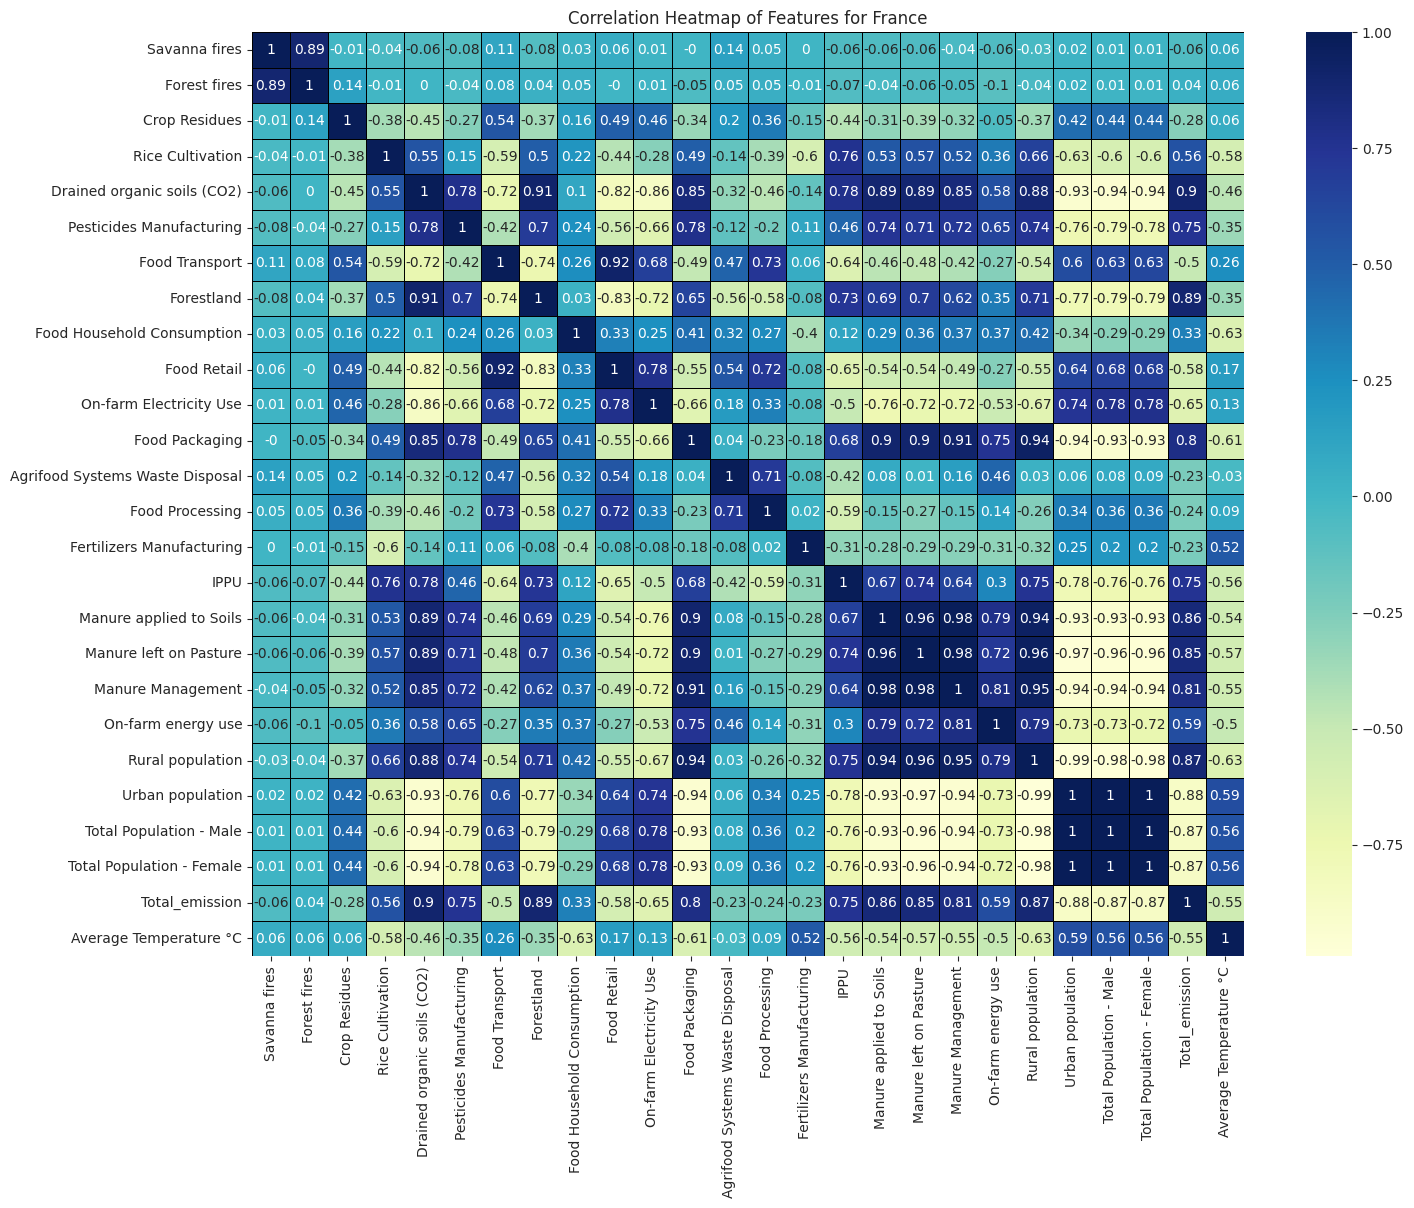 Correlation Heatmap of Features for France
Savanna fires 1 0.89 -0.01 -0.04 -0.06 -0.08 0.11 -0.08 0.03 0.06 0.01 -0 0.14 0.05 0 -0.06 -0.06 -0.06 -0.04 -0.06 -0.03 0.02 0.01 0.01 -0.06 0.06
Forest fires 0.89 1 0.14 -0.01 0 -0.04 0.08 0.04 0.05 -0 0.01 -0.05 0.05 0.05 -0.01 -0.07 -0.04 -0.06 -0.05 -0.1 -0.04 0.02 0.01 0.01 0.04 0.06
Crop Residues -0.01 0.14 1 -0.38 -0.45 -0.27 0.54 -0.37 0.16 0.49 0.46 -0.34 0.2 0.36 -0.15 -0.44 -0.31 -0.39 -0.32 -0.05 -0.37 0.42 0.44 0.44 -0.28 0.06
Rice Cultivation -0.04 -0.01 -0.38 1 0.55 0.15 -0.59 0.5 0.22 -0.44 -0.28 0.49 -0.14 -0.39 -0.6 0.76 0.53 0.57 0.52 0.36 0.66 -0.63 -0.6 -0.6 0.56 -0.58
Drained organic soils (CO2) -0.06 0 -0.45 0.55 1 0.78 -0.72 0.91 0.1 -0.82 -0.86 0.85 -0.32 -0.46 -0.14 0.78 0.89 0.89 0.85 0.58 0.88 -0.93 -0.94 -0.94 0.9 -0.46
Pesticides Manufacturing -0.08 -0.04 -0.27 0.15 0.78 1 -0.42 0.7 0.24 -0.56 -0.66 0.78 -0.12 -0.2 0.11 0.46 0.74 0.71 0.72 0.65 0.74 -0.76 -0.79 -0.78 0.75 -0.35
Food Transport 0.11 0.08 0.54 -0.59 -0.72 -0.42 1 -0.74 0.26 0.92 0.68 -0.49 0.47 0.73 0.06 -0.64 -0.46 -0.48 -0.42 -0.27 -0.54 0.6 0.63 0.63 -0.5 0.26
Forestland -0.08 0.04 -0.37 0.5 0.91 0.7 -0.74 1 0.03 -0.83 -0.72 0.65 -0.56 -0.58 -0.08 0.73 0.69 0.7 0.62 0.35 0.71 -0.77 -0.79 -0.79 0.89 -0.35
Food Household Consumption 0.03 0.05 0.16 0.22 0.1 0.24 0.26 0.03 1 0.33 0.25 0.41 0.32 0.27 -0.4 0.12 0.29 0.36 0.37 0.37 0.42 -0.34 -0.29 -0.29 0.33 -0.63
Food Retail 0.06 -0 0.49 -0.44 -0.82 -0.56 0.92 -0.83 0.33 1 0.78 -0.55 0.54 0.72 -0.08 -0.65 -0.54 -0.54 -0.49 -0.27 -0.55 0.64 0.68 0.68 -0.58 0.17
On-farm Electricity Use 0.01 0.01 0.46 -0.28 -0.86 -0.66 0.68 -0.72 0.25 0.78 1 -0.66 0.18 0.33 -0.08 -0.5 -0.76 -0.72 -0.72 -0.53 -0.67 0.74 0.78 0.78 -0.65 0.13
Food Packaging -0 -0.05 -0.34 0.49 0.85 0.78 -0.49 0.65 0.41 -0.55 -0.66 1 0.04 -0.23 -0.18 0.68 0.9 0.9 0.91 0.75 0.94 -0.94 -0.93 -0.93 0.8 -0.61
Agrifood Systems Waste Disposal 0.14 0.05 0.2 -0.14 -0.32 -0.12 0.47 -0.56 0.32 0.54 0.18 0.04 1 0.71 -0.08 -0.42 0.08 0.01 0.16 0.46 0.03 0.06 0.08 0.09 -0.23 -0.03
Food Processing 0.05 0.05 0.36 -0.39 -0.46 -0.2 0.73 -0.58 0.27 0.72 0.33 -0.23 0.71 1 0.02 -0.59 -0.15 -0.27 -0.15 0.14 -0.26 0.34 0.36 0.36 -0.24 0.09
Fertilizers Manufacturing 0 -0.01 -0.15 -0.6 -0.14 0.11 0.06 -0.08 -0.4 -0.08 -0.08 -0.18 -0.08 0.02 1 -0.31 -0.28 -0.29 -0.29 -0.31 -0.32 0.25 0.2 0.2 -0.23 0.52
IPPU -0.06 -0.07 -0.44 0.76 0.78 0.46 -0.64 0.73 0.12 -0.65 -0.5 0.68 -0.42 -0.59 -0.31 1 0.67 0.74 0.64 0.3 0.75 -0.78 -0.76 -0.76 0.75 -0.56
Manure applied to Soils -0.06 -0.04 -0.31 0.53 0.89 0.74 -0.46 0.69 0.29 -0.54 -0.76 0.9 0.08 -0.15 -0.28 0.67 1 0.96 0.98 0.79 0.94 -0.93 -0.93 -0.93 0.86 -0.54
Manure left on Pasture -0.06 -0.06 -0.39 0.57 0.89 0.71 -0.48 0.7 0.36 -0.54 -0.72 0.9 0.01 -0.27 -0.29 0.74 0.96 1 0.98 0.72 0.96 -0.97 -0.96 -0.96 0.85 -0.57
Manure Management -0.04 -0.05 -0.32 0.52 0.85 0.72 -0.42 0.62 0.37 -0.49 -0.72 0.91 0.16 -0.15 -0.29 0.64 0.98 0.98 1 0.81 0.95 -0.94 -0.94 -0.94 0.81 -0.55
On-farm energy use -0.06 -0.1 -0.05 0.36 0.58 0.65 -0.27 0.35 0.37 -0.27 -0.53 0.75 0.46 0.14 -0.31 0.3 0.79 0.72 0.81 1 0.79 -0.73 -0.73 -0.72 0.59 -0.5
Rural population -0.03 -0.04 -0.37 0.66 0.88 0.74 -0.54 0.71 0.42 -0.55 -0.67 0.94 0.03 -0.26 -0.32 0.75 0.94 0.96 0.95 0.79 1 -0.99 -0.98 -0.98 0.87 -0.63
Urban population 0.02 0.02 0.42 -0.63 -0.93 -0.76 0.6 -0.77 -0.34 0.64 0.74 -0.94 0.06 0.34 0.25 -0.78 -0.93 -0.97 -0.94 -0.73 -0.99 1 1 1 -0.88 0.59
Total Population - Male 0.01 0.01 0.44 -0.6 -0.94 -0.79 0.63 -0.79 -0.29 0.68 0.78 -0.93 0.08 0.36 0.2 -0.76 -0.93 -0.96 -0.94 -0.73 -0.98 1 1 1 -0.87 0.56
Total Population - Female 0.01 0.01 0.44 -0.6 -0.94 -0.78 0.63 -0.79 -0.29 0.68 0.78 -0.93 0.09 0.36 0.2 -0.76 -0.93 -0.96 -0.94 -0.72 -0.98 1 1 1 -0.87 0.56
Total_emission -0.06 0.04 -0.28 0.56 0.9 0.75 -0.5 0.89 0.33 -0.58 -0.65 0.8 -0.23 -0.24 -0.23 0.75 0.86 0.85 0.81 0.59 0.87 -0.88 -0.87 -0.87 1 -0.55
Average Temperature °C 0.06 0.06 0.06 -0.58 -0.46 -0.35 0.26 -0.35 -0.63 0.17 0.13 -0.61 -0.03 0.09 0.52 -0.56 -0.54 -0.57 -0.55 -0.5 -0.63 0.59 0.56 0.56 -0.55 1
Savanna fires
Forest fires
Crop Residues
Rice Cultivation
Drained organic soils (CO2)
Pesticides Manufacturing
Food Transport
Forestland
Food Household Consumption
Food Retail
On-farm Electricity Use
Food Packaging
Agrifood Systems Waste Disposal
Food Processing
Fertilizers Manufacturing
IPPU
Manure applied to Soils
Manure left on Pasture
Manure Management
On-farm energy use
Rural population
Urban population
Total Population - Male
Total Population - Female
Total_emission
Average Temperature °C
1.00
0.75
0.50
0.25
0.00
−0.25
−0.50
−0.75